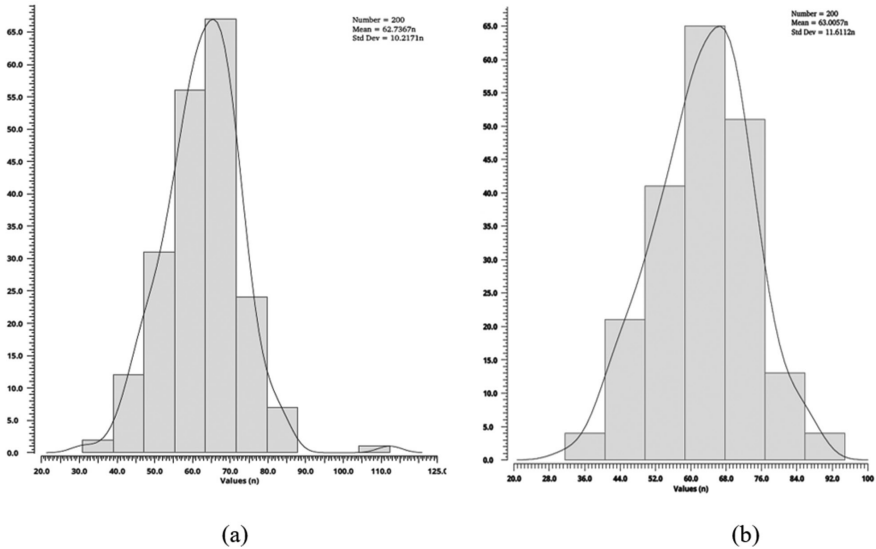 Number = 200
Mean = 62.7367n
Std Dev = 10.2171n
65.0
60.0
55.0
50.0
45.0
40.0
35.0
30.0
25.0
20.0
15.0
10.0
5.0
0.0
20.0 40.0 50.0 60.0 70.0 80.0 90.0 100.0 110.0 125.0
Values (n)
(a)
Number = 200
Mean = 63.0057n
Std Dev = 11.6112n
65.0
60.0
55.0
50.0
45.0
40.0
35.0
30.0
25.0
20.0
15.0
10.0
5.0
0.0
20.0 28.0 36.0 44.0 52.0 60.0 68.0 76.0 84.0 92.0 100
Values (n)
(b)